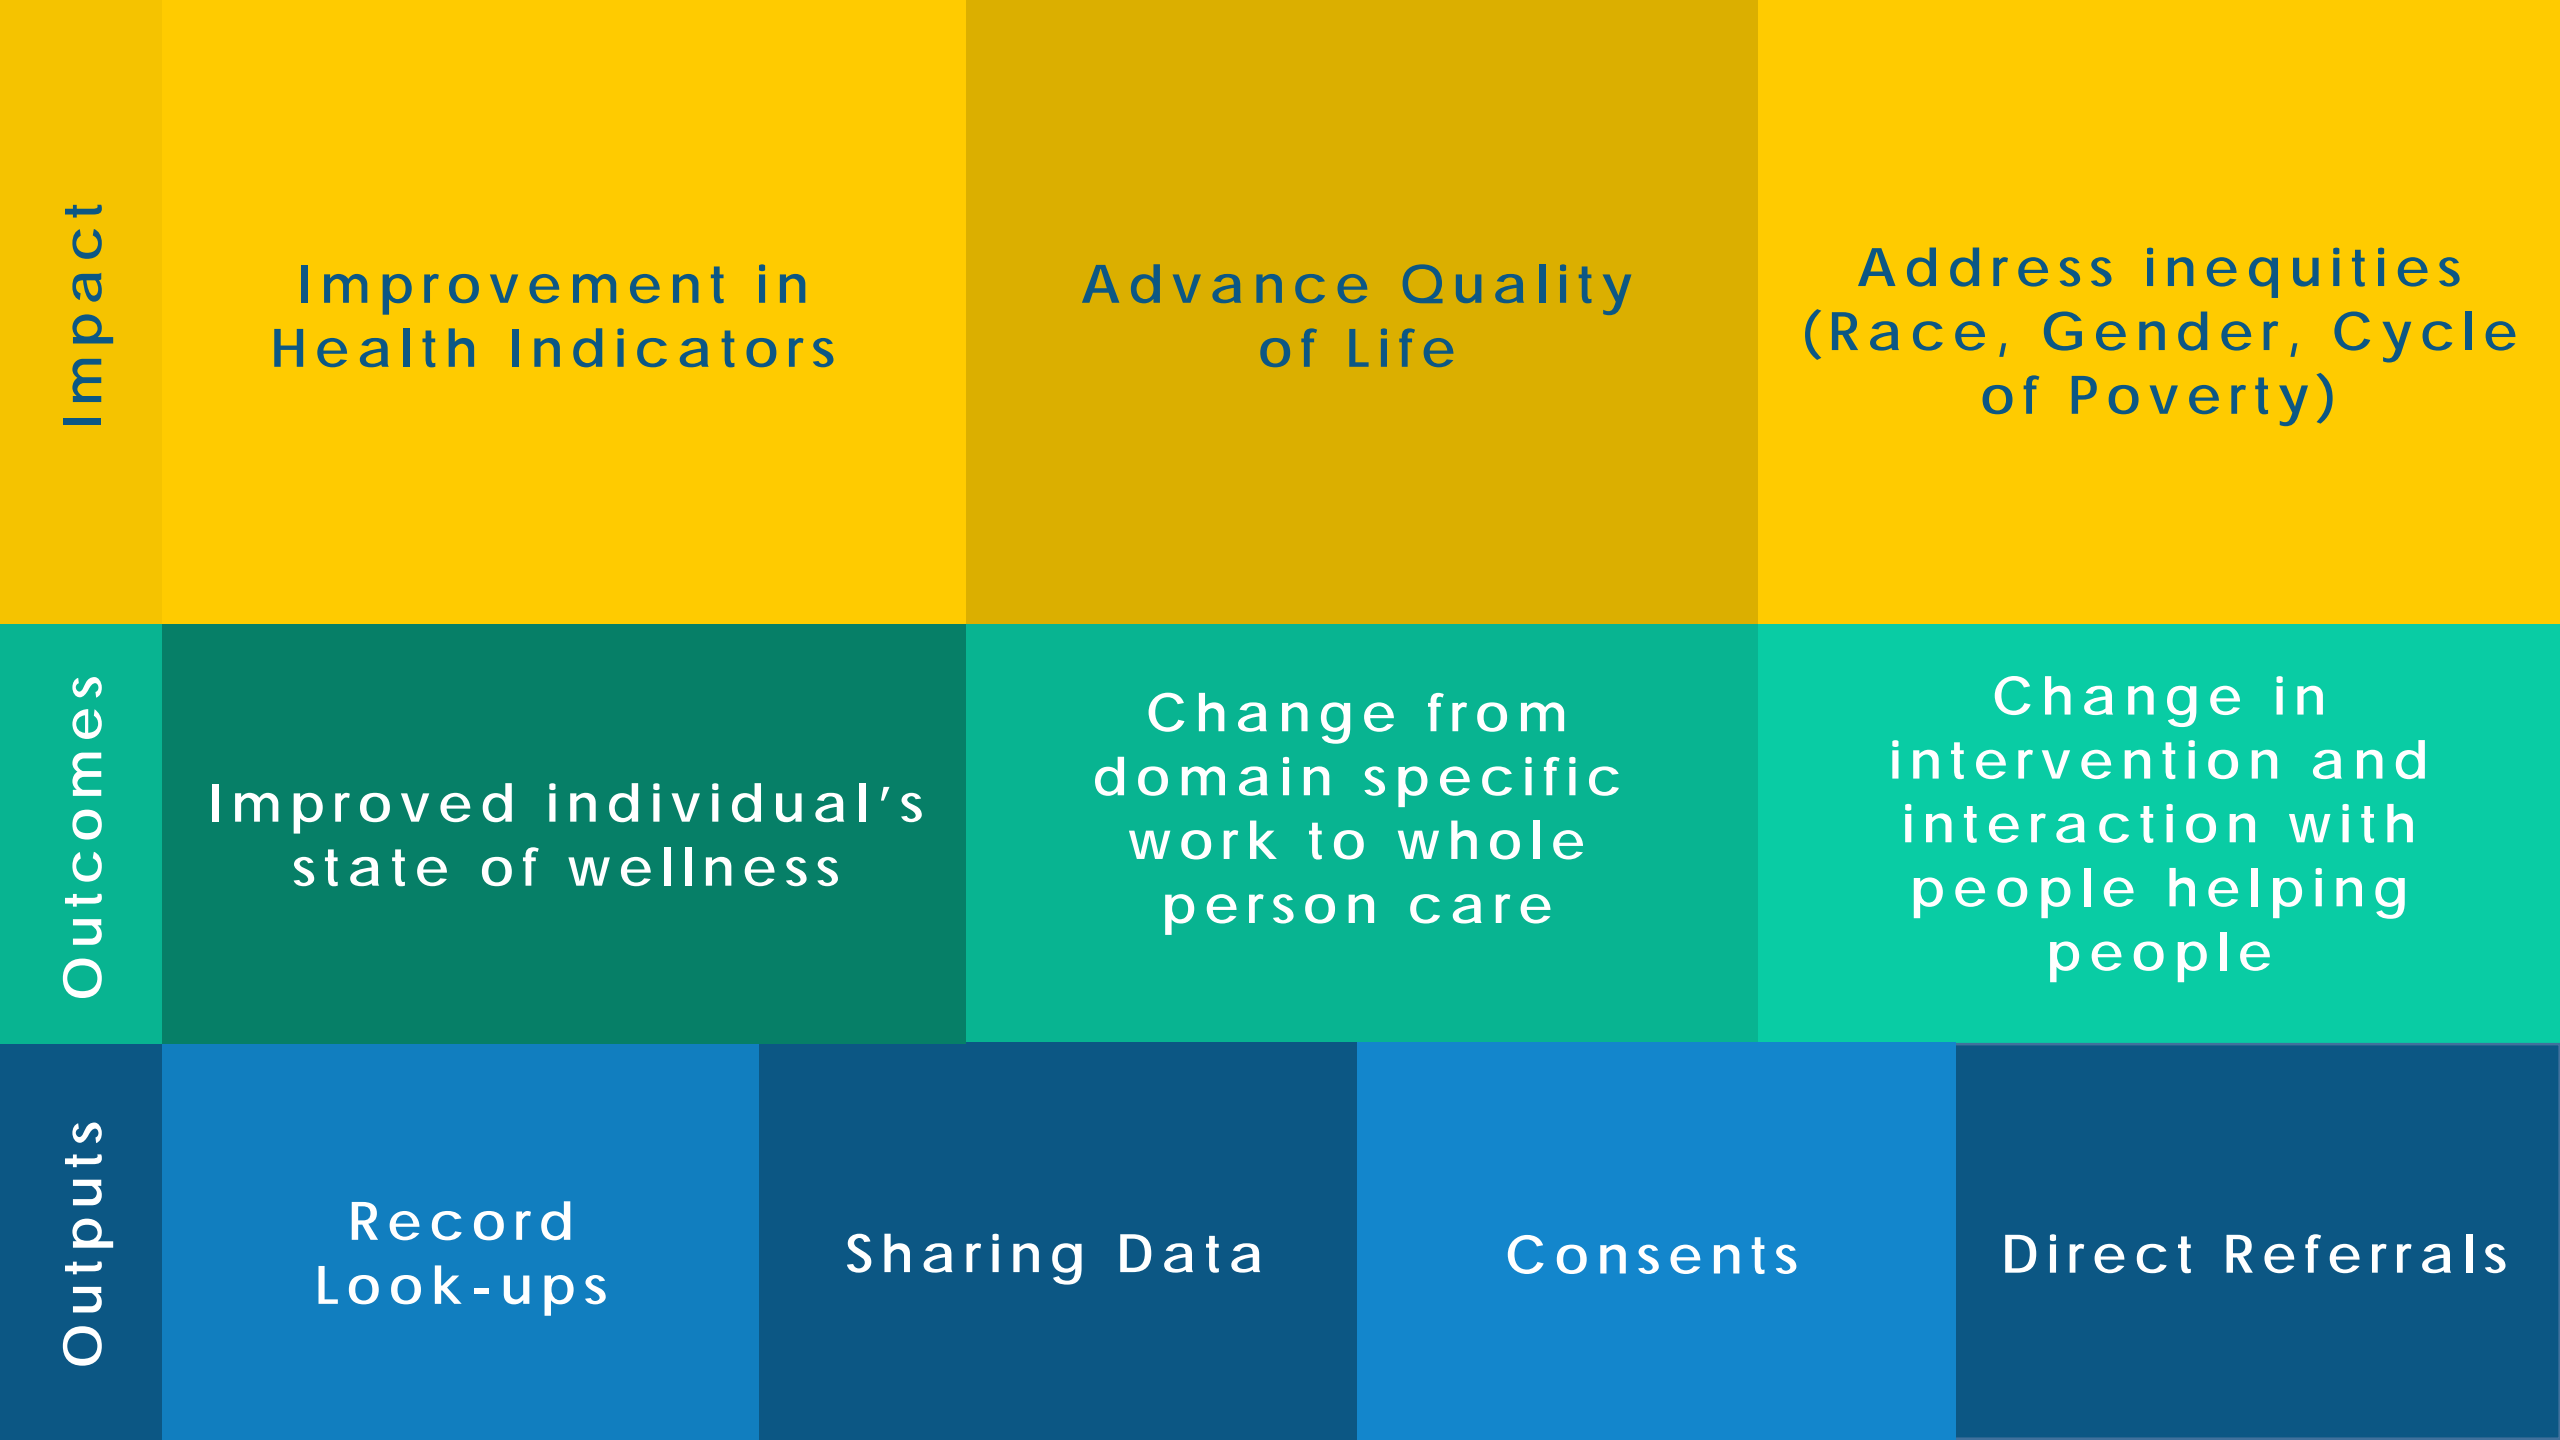 Impact
Improvement in
Health Indicators
Advance Quality
of Life
Address inequities
(Race, Gender, Cycle
of Poverty)
Outcomes
Improved individual’s
state of wellness
Change from
domain specific
work to whole
person care
Change in
intervention and
interaction with
people helping
people
Outputs
Record
Look-ups
Sharing Data
Consents
Direct Referrals